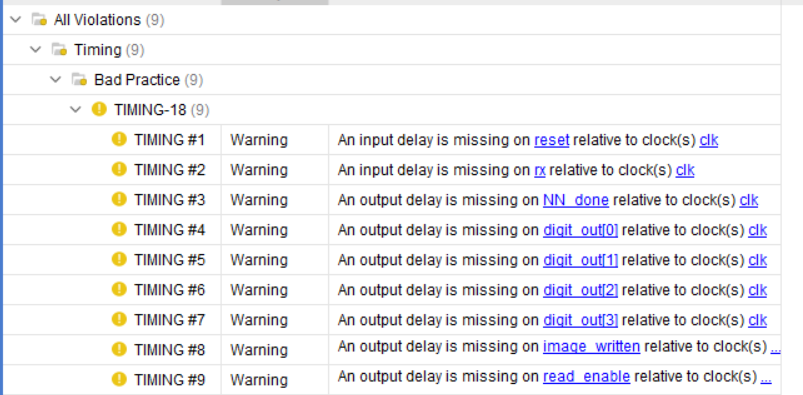 All Violations (9)
Timing (9)
Bad Practice (9)
TIMING-18 (9)
TIMING #1 Warning An input delay is missing on reset relative to clock(s) clk
TIMING #2 Warning An input delay is missing on rx relative to clock(s) clk
TIMING #3 Warning An output delay is missing on NN_done relative to clock(s) clk
TIMING #4 Warning An output delay is missing on digit_out[0] relative to clock(s) clk
TIMING #5 Warning An output delay is missing on digit_out[1] relative to clock(s) clk
TIMING #6 Warning An output delay is missing on digit_out[2] relative to clock(s) clk
TIMING #7 Warning An output delay is missing on digit_out[3] relative to clock(s) clk
TIMING #8 Warning An output delay is missing on image_written relative to clock(s) ...
TIMING #9 Warning An output delay is missing on read_enable relative to clock(s) ...